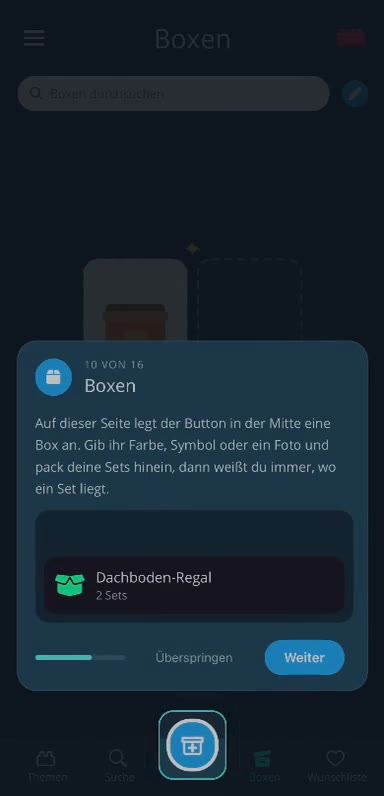 Boxen
Boxen durchsuchen
10 VON 16
Boxen
Auf dieser Seite legt der Button in der Mitte eine
Box an. Gib ihr Farbe, Symbol oder ein Foto und
pack deine Sets hinein, dann weißt du immer, wo
ein Set liegt.
Dachboden-Regal
2 Sets
Überspringen
Weiter
Themen
Suche
Boxen
Wunschliste